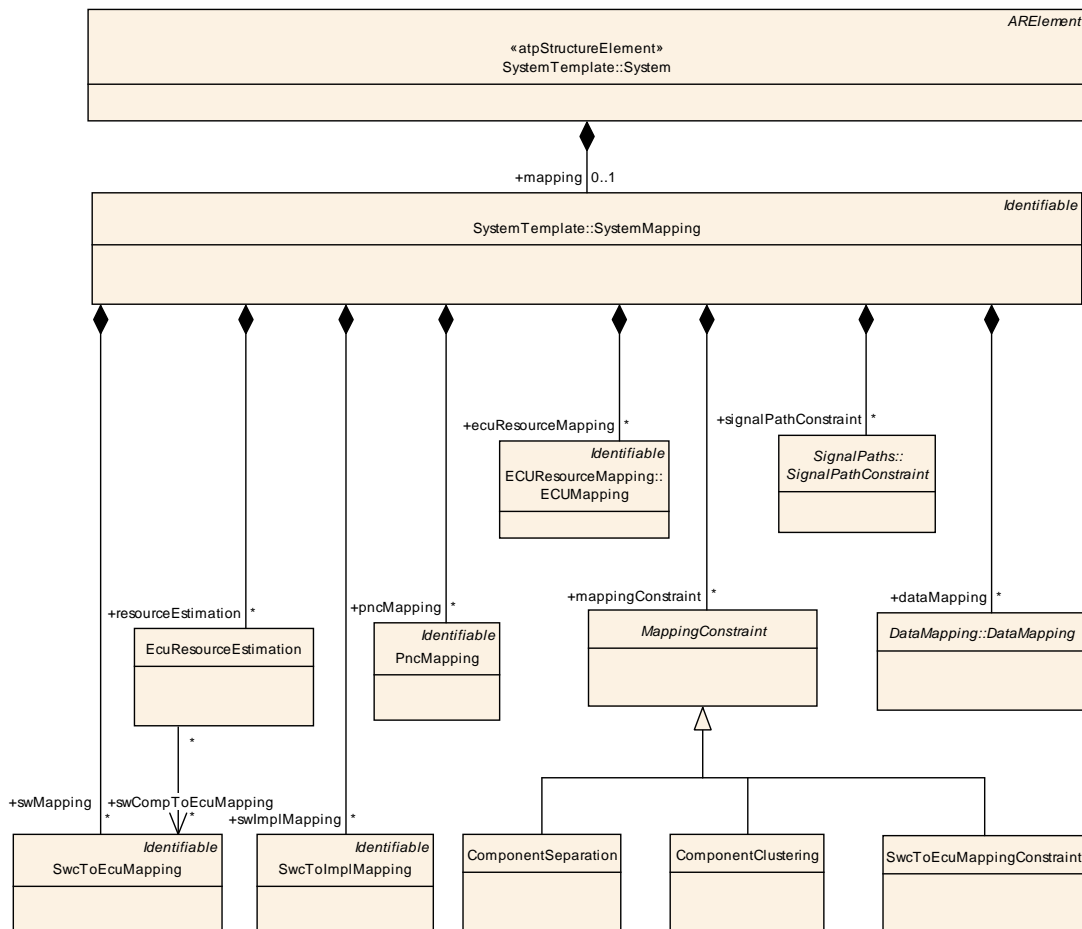 ARElement
«atpStructureElement»
SystemTemplate::System
+mapping 0..1
Identifiable
SystemTemplate::SystemMapping
+signalPathConstraint *
+ecuResourceMapping *
SignalPaths::
SignalPathConstraint
Identifiable
ECUResourceMapping::
ECUMapping
+resourceEstimation *
+pncMapping *
+mappingConstraint *
+dataMapping *
EcuResourceEstimation
Identifiable
PncMapping
MappingConstraint
DataMapping::DataMapping
*
+swMapping *
+swCompToEcuMapping *
+swImplMapping *
Identifiable
SwcToEcuMapping
Identifiable
SwcToImplMapping
ComponentSeparation
ComponentClustering
SwcToEcuMappingConstraint